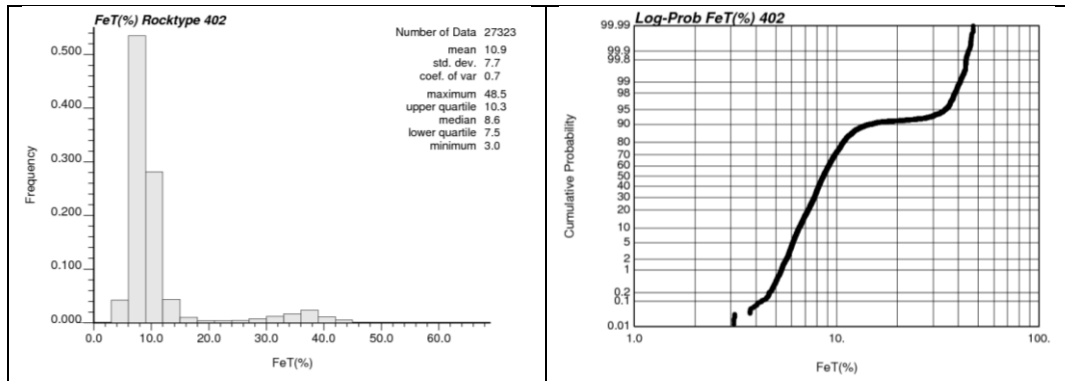 FeT(%) Rocktype 402
Number of Data 27323
mean 10.9
std. dev. 7.7
coef. of var 0.7
maximum 48.5
upper quartile 10.3
median 8.6
lower quartile 7.5
minimum 3.0
Frequency
0.500
0.400
0.300
0.200
0.100
0.000
0.0 10.0 20.0 30.0 40.0 50.0 60.0
FeT(%)
Log-Prob FeT(%) 402
Cumulative Probability
99.99
99.9
99.8
99
98
95
90
80
70
60
50
40
30
20
10
5
2
1
0.2
0.1
0.01
1.0 10. 100.
FeT(%)